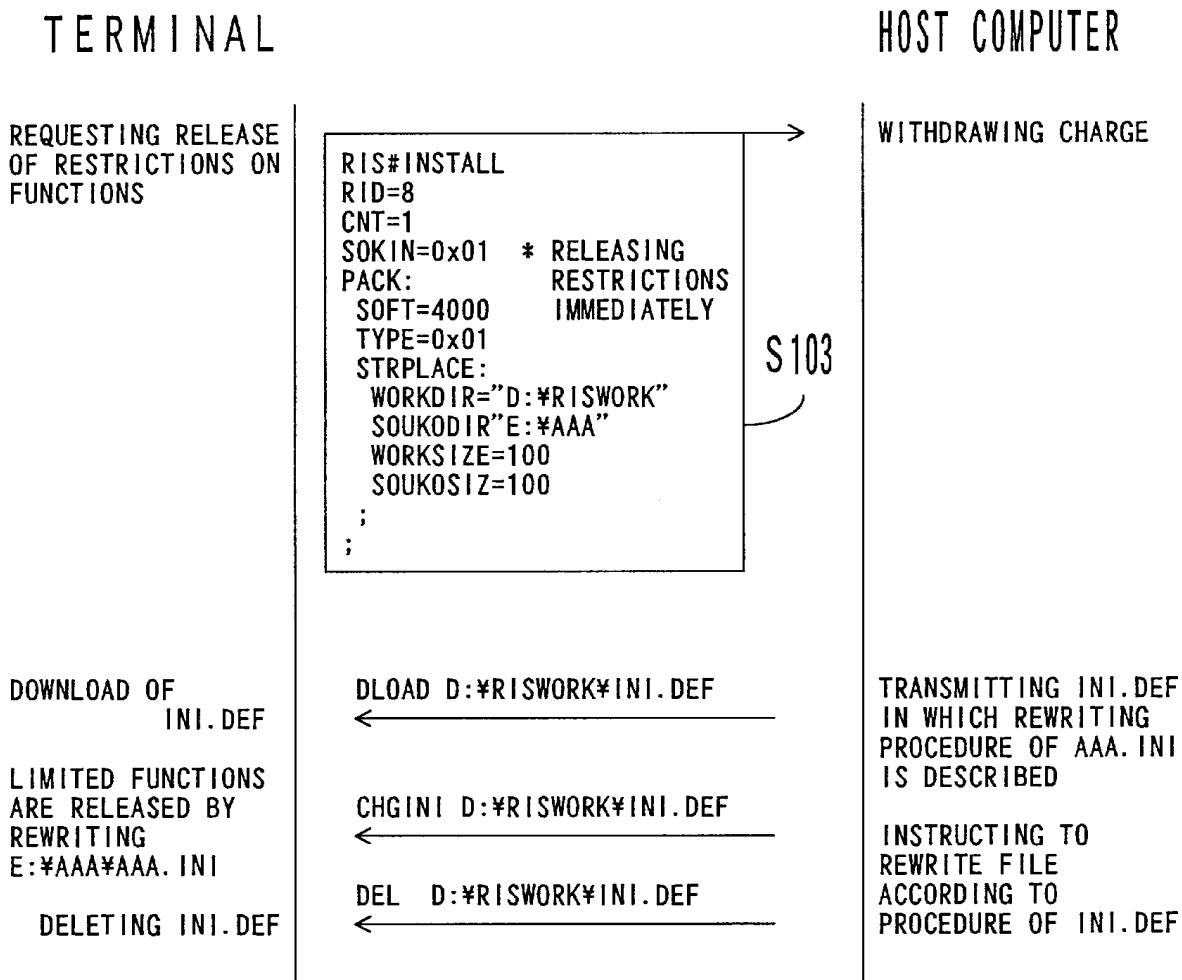 TERMINAL
HOST COMPUTER
REQUESTING RELEASE
OF RESTRICTIONS ON
FUNCTIONS
RIS#INSTALL
RID=8
CNT=1
SOKIN=0x01 * RELEASING
PACK: RESTRICTIONS
SOFT=4000 IMMEDIATELY
TYPE=0x01
STRPLACE:
WORKDIR="D:¥RISWORK"
SOUKODIR"E:¥AAA"
WORKSIZE=100
SOUKOSIZ=100
;
;
S103
WITHDRAWING CHARGE
DOWNLOAD OF
INI.DEF
DLOAD D:¥RISWORK¥INI.DEF
TRANSMITTING INI.DEF
IN WHICH REWRITING
PROCEDURE OF AAA.INI
IS DESCRIBED
LIMITED FUNCTIONS
ARE RELEASED BY
REWRITING
E:¥AAA¥AAA.INI
CHGINI D:¥RISWORK¥INI.DEF
INSTRUCTING TO
REWRITE FILE
ACCORDING TO
PROCEDURE OF INI.DEF
DELETING INI.DEF
DEL D:¥RISWORK¥INI.DEF